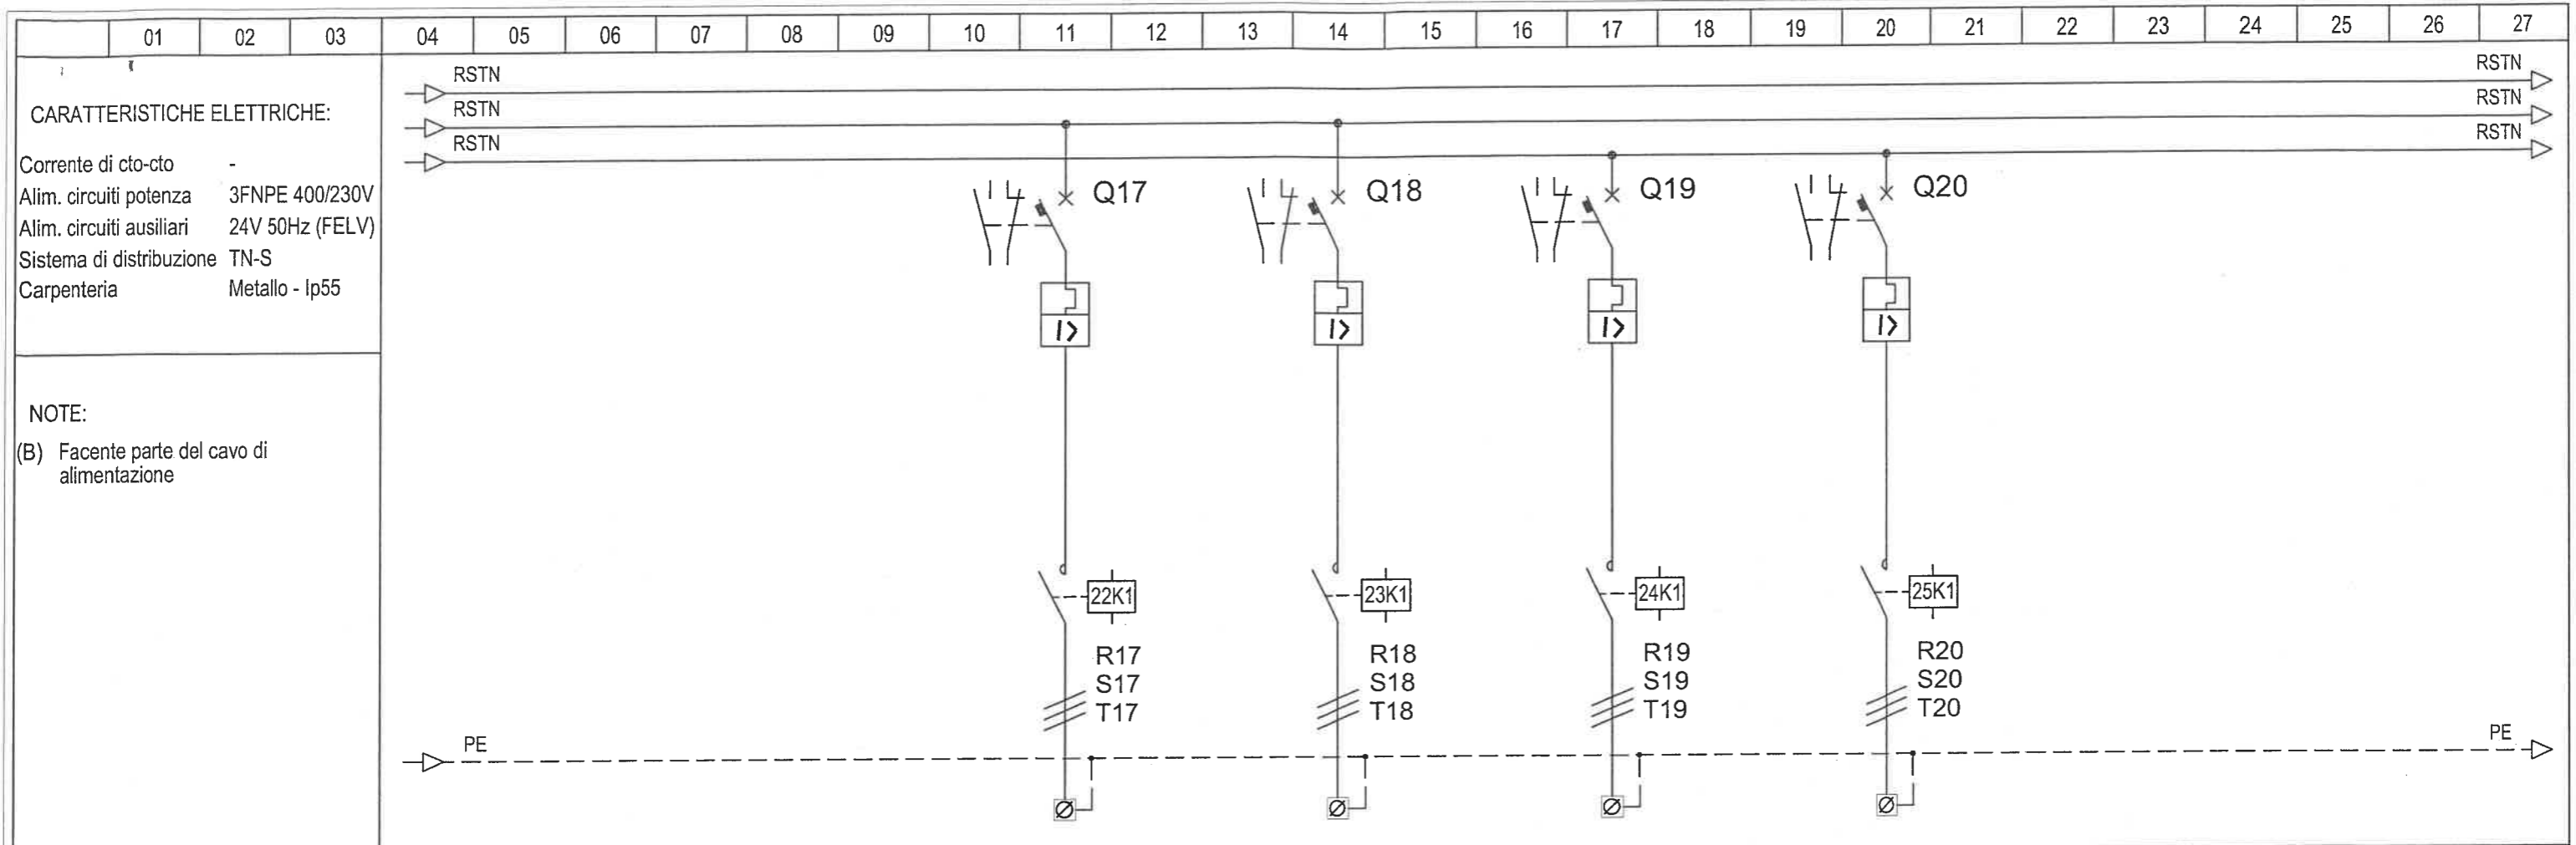 01 02 03 04 05 06 07 08 09 10 11 12 13 14 15 16 17 18 19 20 21 22 23 24 25 26 27
CARATTERISTICHE ELETTRICHE:
Corrente di cto-cto -
Alim. circuiti potenza 3FNPE 400/230V
Alim. circuiti ausiliari 24V 50Hz (FELV)
Sistema di distribuzione TN-S
Carpenteria Metallo - Ip55
NOTE:
(B) Facente parte del cavo di
alimentazione
RSTN RSTN
RSTN RSTN
RSTN RSTN
Q17 Q18 Q19 Q20
I> I> I> I>
22K1 23K1 24K1 25K1
R17 R18 R19 R20
S17 S18 S19 S20
T17 T18 T19 T20
PE PE